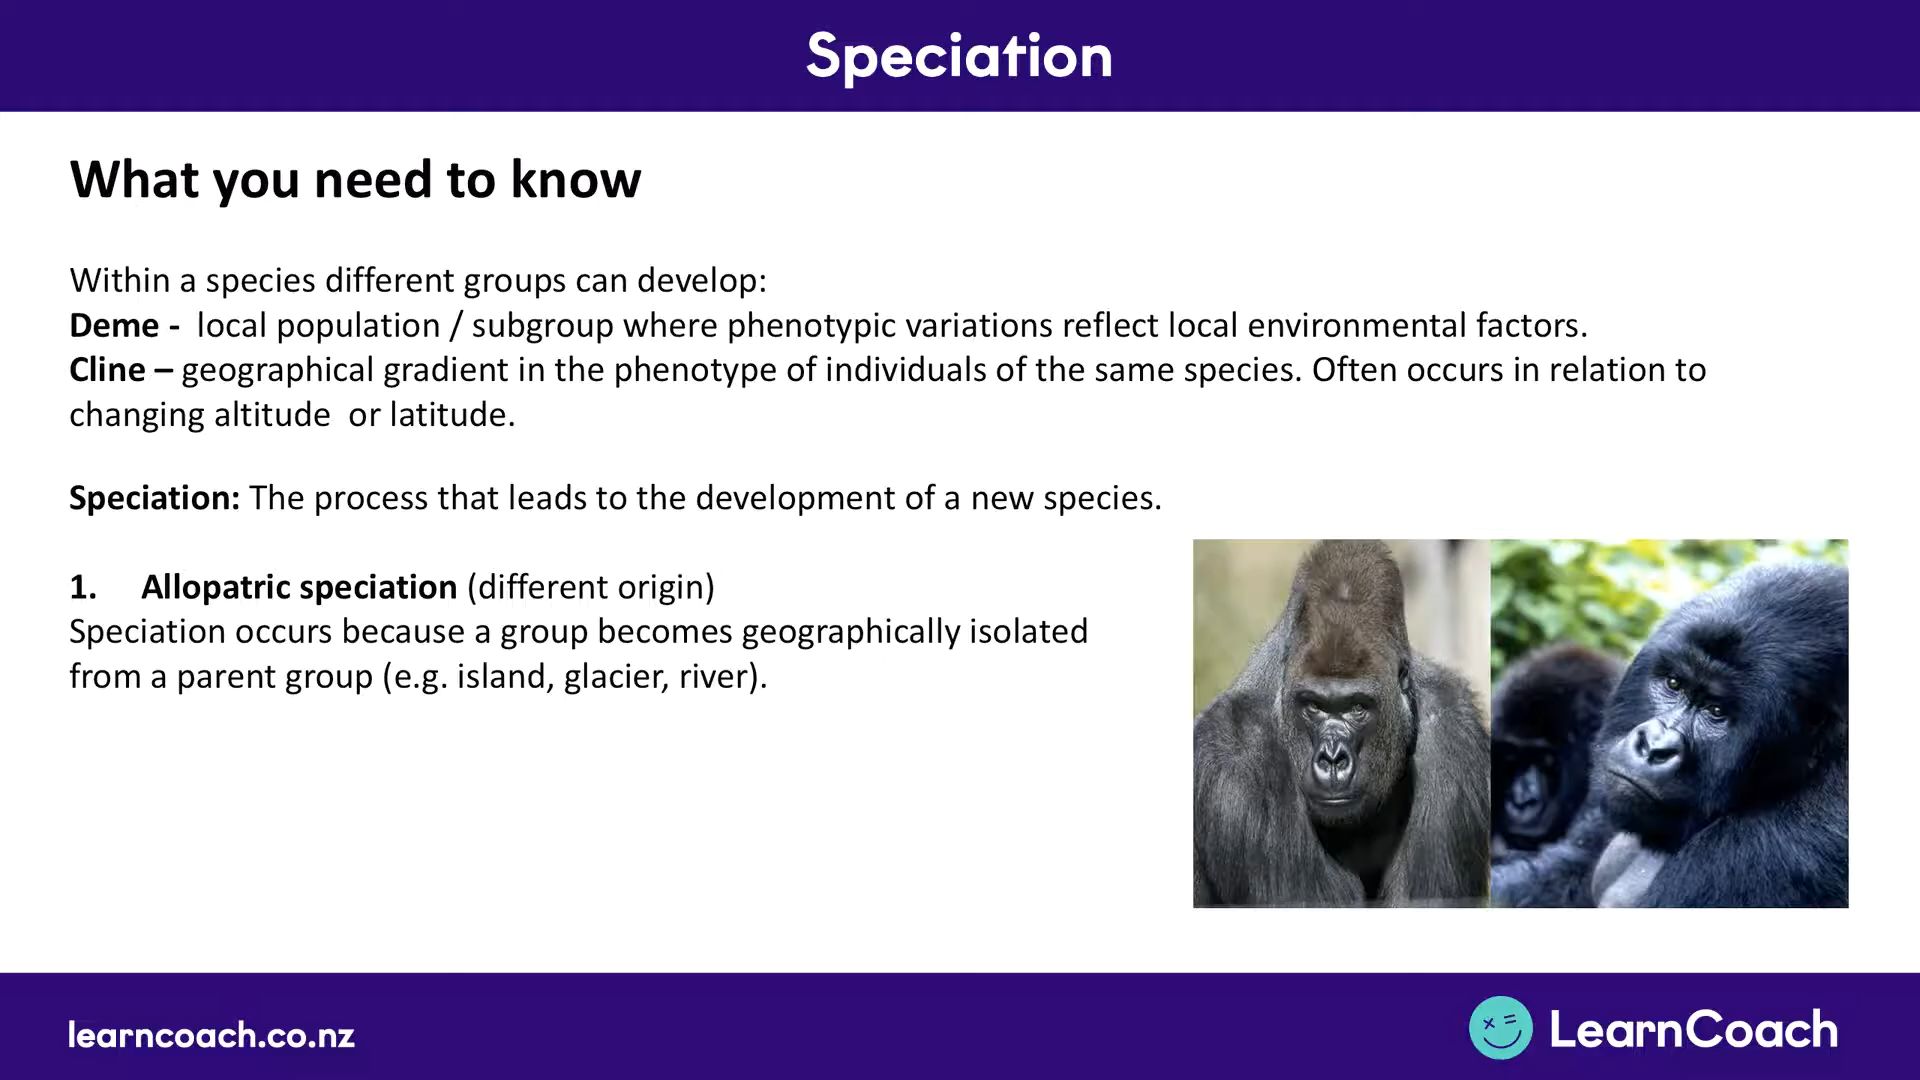 Speciation
What you need to know
Within a species different groups can develop:
Deme -  local population / subgroup where phenotypic variations reflect local environmental factors.
Cline – geographical gradient in the phenotype of individuals of the same species. Often occurs in relation to
changing altitude  or latitude.
Speciation: The process that leads to the development of a new species.
1. Allopatric speciation (different origin)
Speciation occurs because a group becomes geographically isolated
from a parent group (e.g. island, glacier, river).
learncoach.co.nz
LearnCoach